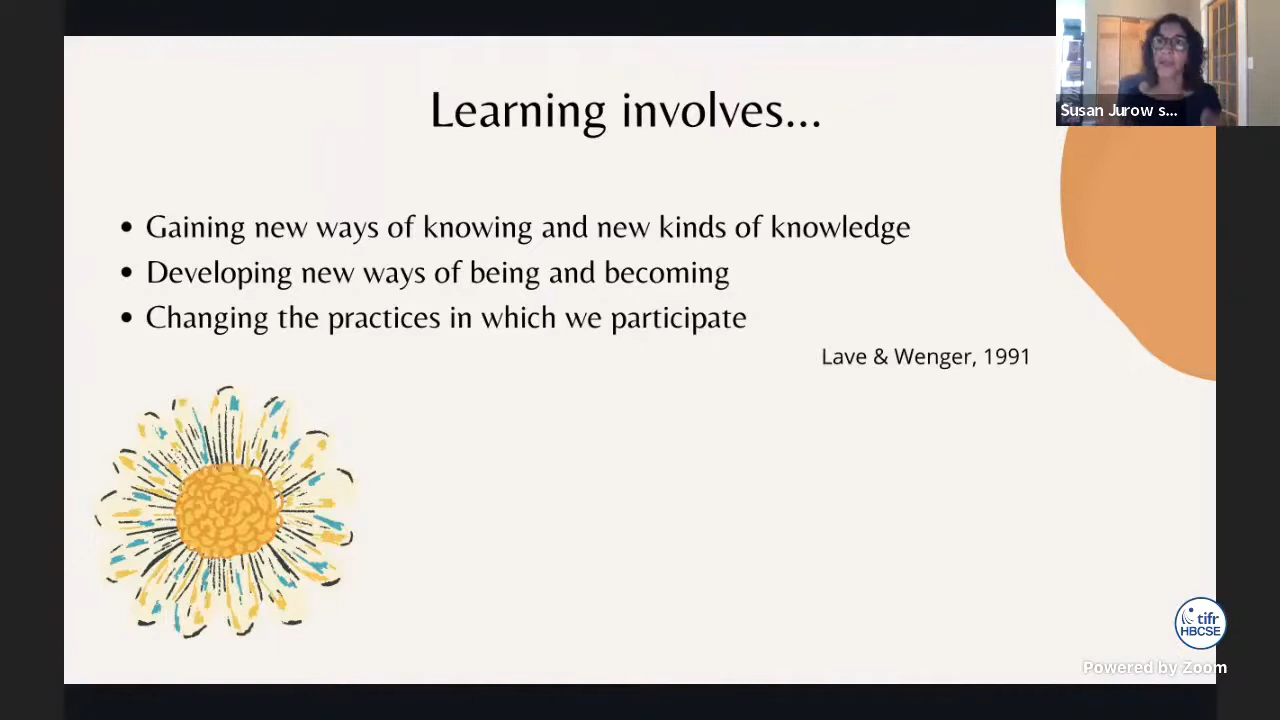 Learning involves...
Susan Jurow s...
• Gaining new ways of knowing and new kinds of knowledge
• Developing new ways of being and becoming
• Changing the practices in which we participate
Lave & Wenger, 1991
tifr
HBCSE
Powered by Zoom